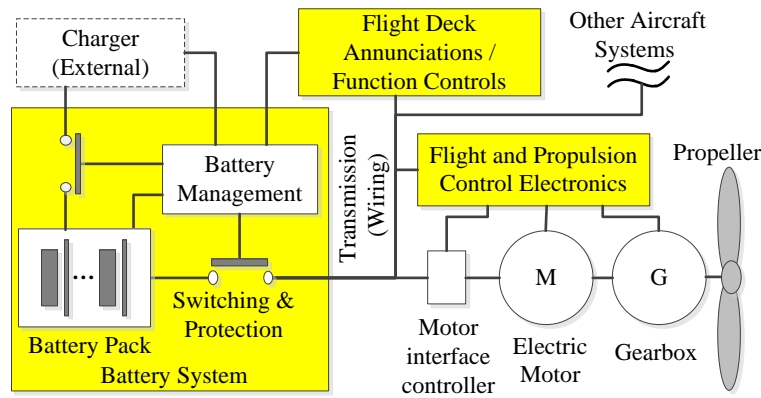 Charger
(External)
Flight Deck
Annunciations /
Function Controls
Other Aircraft
Systems
Battery
Management
Transmission
(Wiring)
Flight and Propulsion
Control Electronics
Propeller
...
Switching &
Protection
Battery Pack
Battery System
M
G
Motor
interface
controller
Electric
Motor
Gearbox